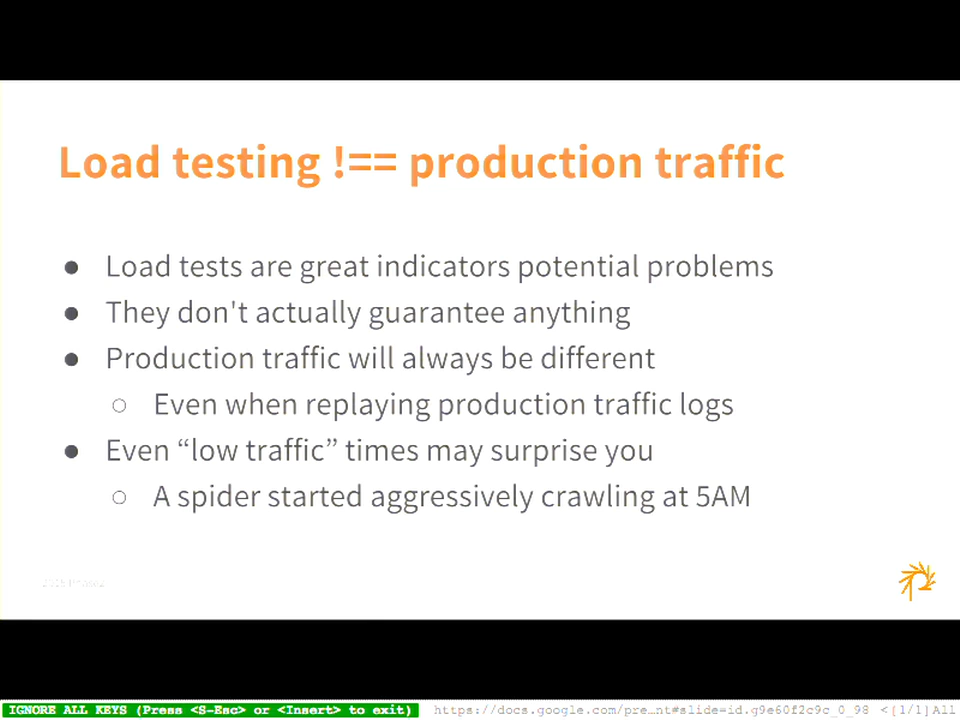 Load testing !== production traffic
● Load tests are great indicators potential problems
● They don't actually guarantee anything
● Production traffic will always be different
○ Even when replaying production traffic logs
● Even “low traffic” times may surprise you
○ A spider started aggressively crawling at 5AM
IGNORE ALL KEYS (Press <S-Esc> or <Insert> to exit) https://docs.google.com/pre…nt#slide=id.g9e60f2c9c_0_98 <(1/1]All